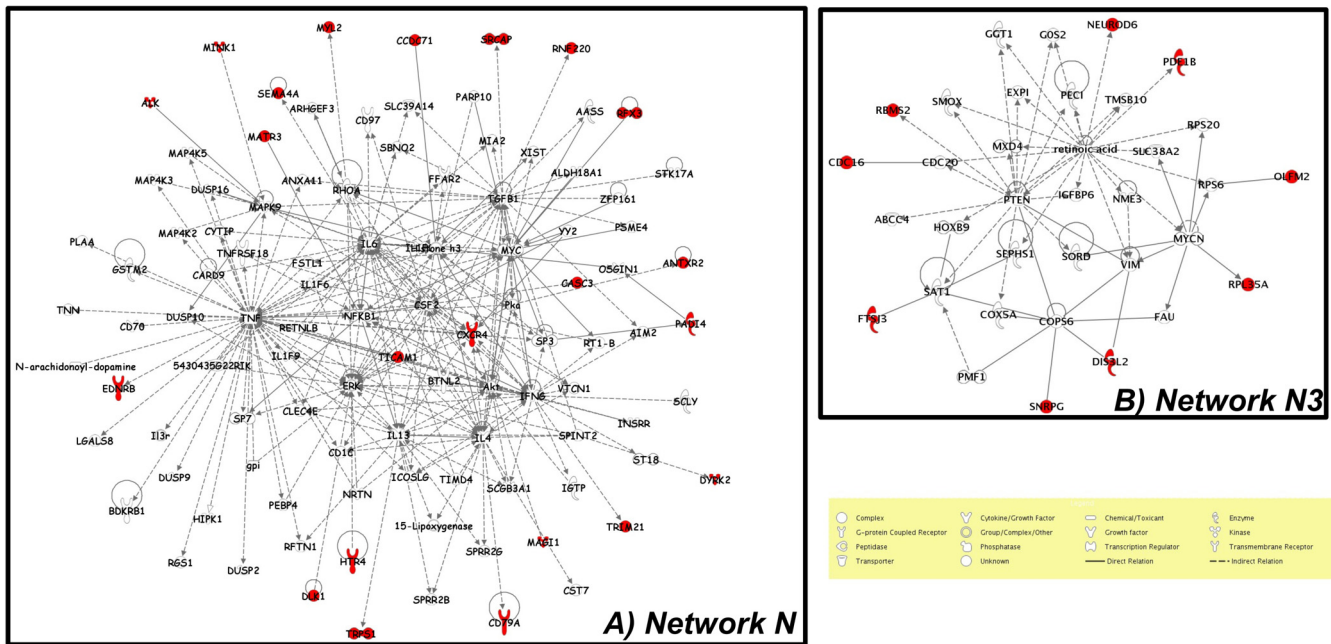 MYL2
CCDC71
SRCAP
RNF220
MINK1
ALK
SEMA4A
ARHGEF3
CD97
SLC39A14
PARP10
AASS
RFX3
MATR3
MAP4K5
SBNO2
MIA2
XIST
MAP4K3
DUSP16
ANXA11
RHOA
FFAR2
ALDH18A1
STK17A
MAPK9
TGFB1
ZFP161
MAP4K2
CYTIP
YY2
PSME4
PLAA
TNFRSF18
IL6
MYC
GSTM2
CARD9
FSTL1
OSGIN1
ANTXR2
IL1F6
CASC3
TNN
CD70
DUSP10
TNF
NFKB1
CSF2
Pka
RETNLB
CXCR4
SP3
RT1-B
AIM2
PADI4
N-arachidonoyl-dopamine
5430435G22RIK
IL1F9
TICAM1
EDNRB
ERK
BTNL2
Akt
IFNG
VTCN1
SCLY
LGALS8
Il3r
SP7
CLEC4E
INSRR
IL13
IL4
SPINT2
DUSP9
gpi
ICOSLG
TIMD4
SCGB3A1
IGTP
ST18
DYRK2
BDKRB1
HIPK1
PEBP4
NRTN
15-Lipoxygenase
TRIM21
RGS1
RFTN1
HTR4
SPRR2G
MAGI1
DUSP2
DLK1
SPRR2B
CST7
TRPS1
CD79A
A) Network N
NEUROD6
GGT1
G0S2
PDE1B
EXPI
PECI
TMSB10
RBMS2
SMOX
RPS20
MXD4
retinoic acid
SLC38A2
CDC16
CDC20
RPS6
OLFM2
PTEN
IGFBP6
NME3
ABCC4
HOXB9
MYCN
SEPHS1
SORD
VIM
SAT1
RPL35A
FTSJ3
COX5A
COPS6
FAU
PMF1
DIS3L2
SNRPG
B) Network N3
Complex
Cytokine/Growth Factor
Chemical/Toxicant
Enzyme
G-protein Coupled Receptor
Group/Complex/Other
Growth factor
Kinase
Peptidase
Phosphatase
Transcription Regulator
Transmembrane Receptor
Transporter
Unknown
Direct Relation
Indirect Relation